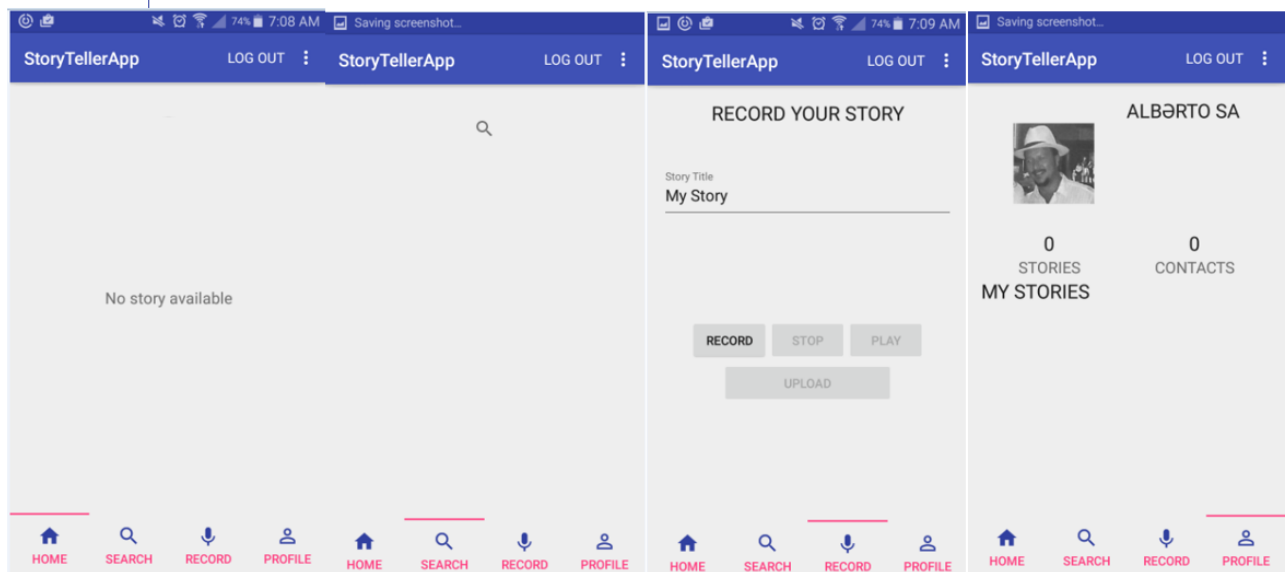 74% 7:08 AM
StoryTellerApp LOG OUT
No story available
HOME SEARCH RECORD PROFILE
Saving screenshot...
StoryTellerApp LOG OUT
HOME SEARCH RECORD PROFILE
74% 7:09 AM
StoryTellerApp LOG OUT
RECORD YOUR STORY
Story Title
My Story
RECORD STOP PLAY
UPLOAD
HOME SEARCH RECORD PROFILE
Saving screenshot...
StoryTellerApp LOG OUT
ALBƏRTO SA
0 0
STORIES CONTACTS
MY STORIES
HOME SEARCH RECORD PROFILE